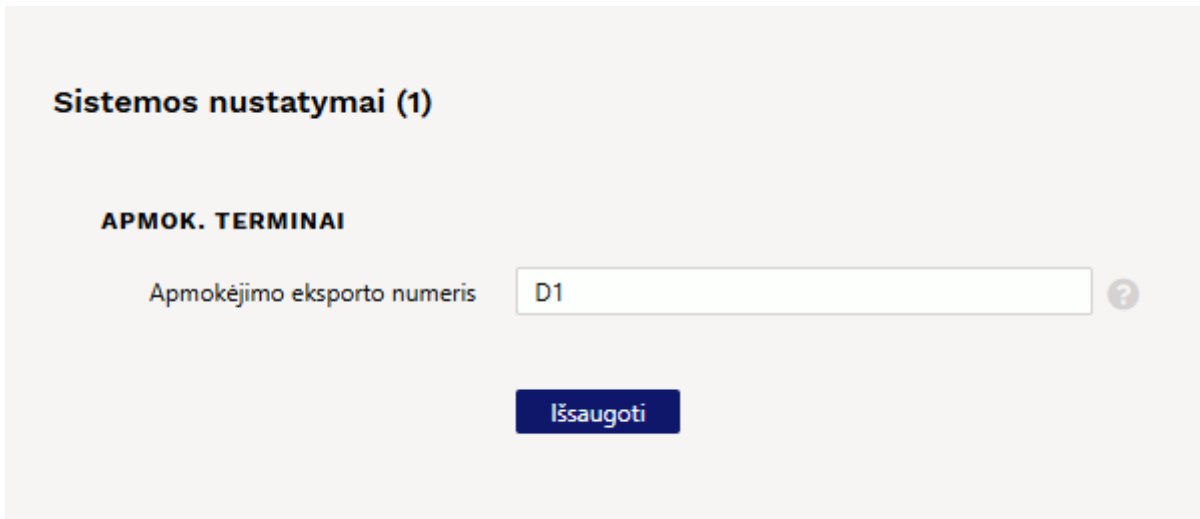 Sistemos nustatymai (1)
APMOK. TERMINAI
Apmokėjimo eksporto numeris D1 ?
Išsaugoti